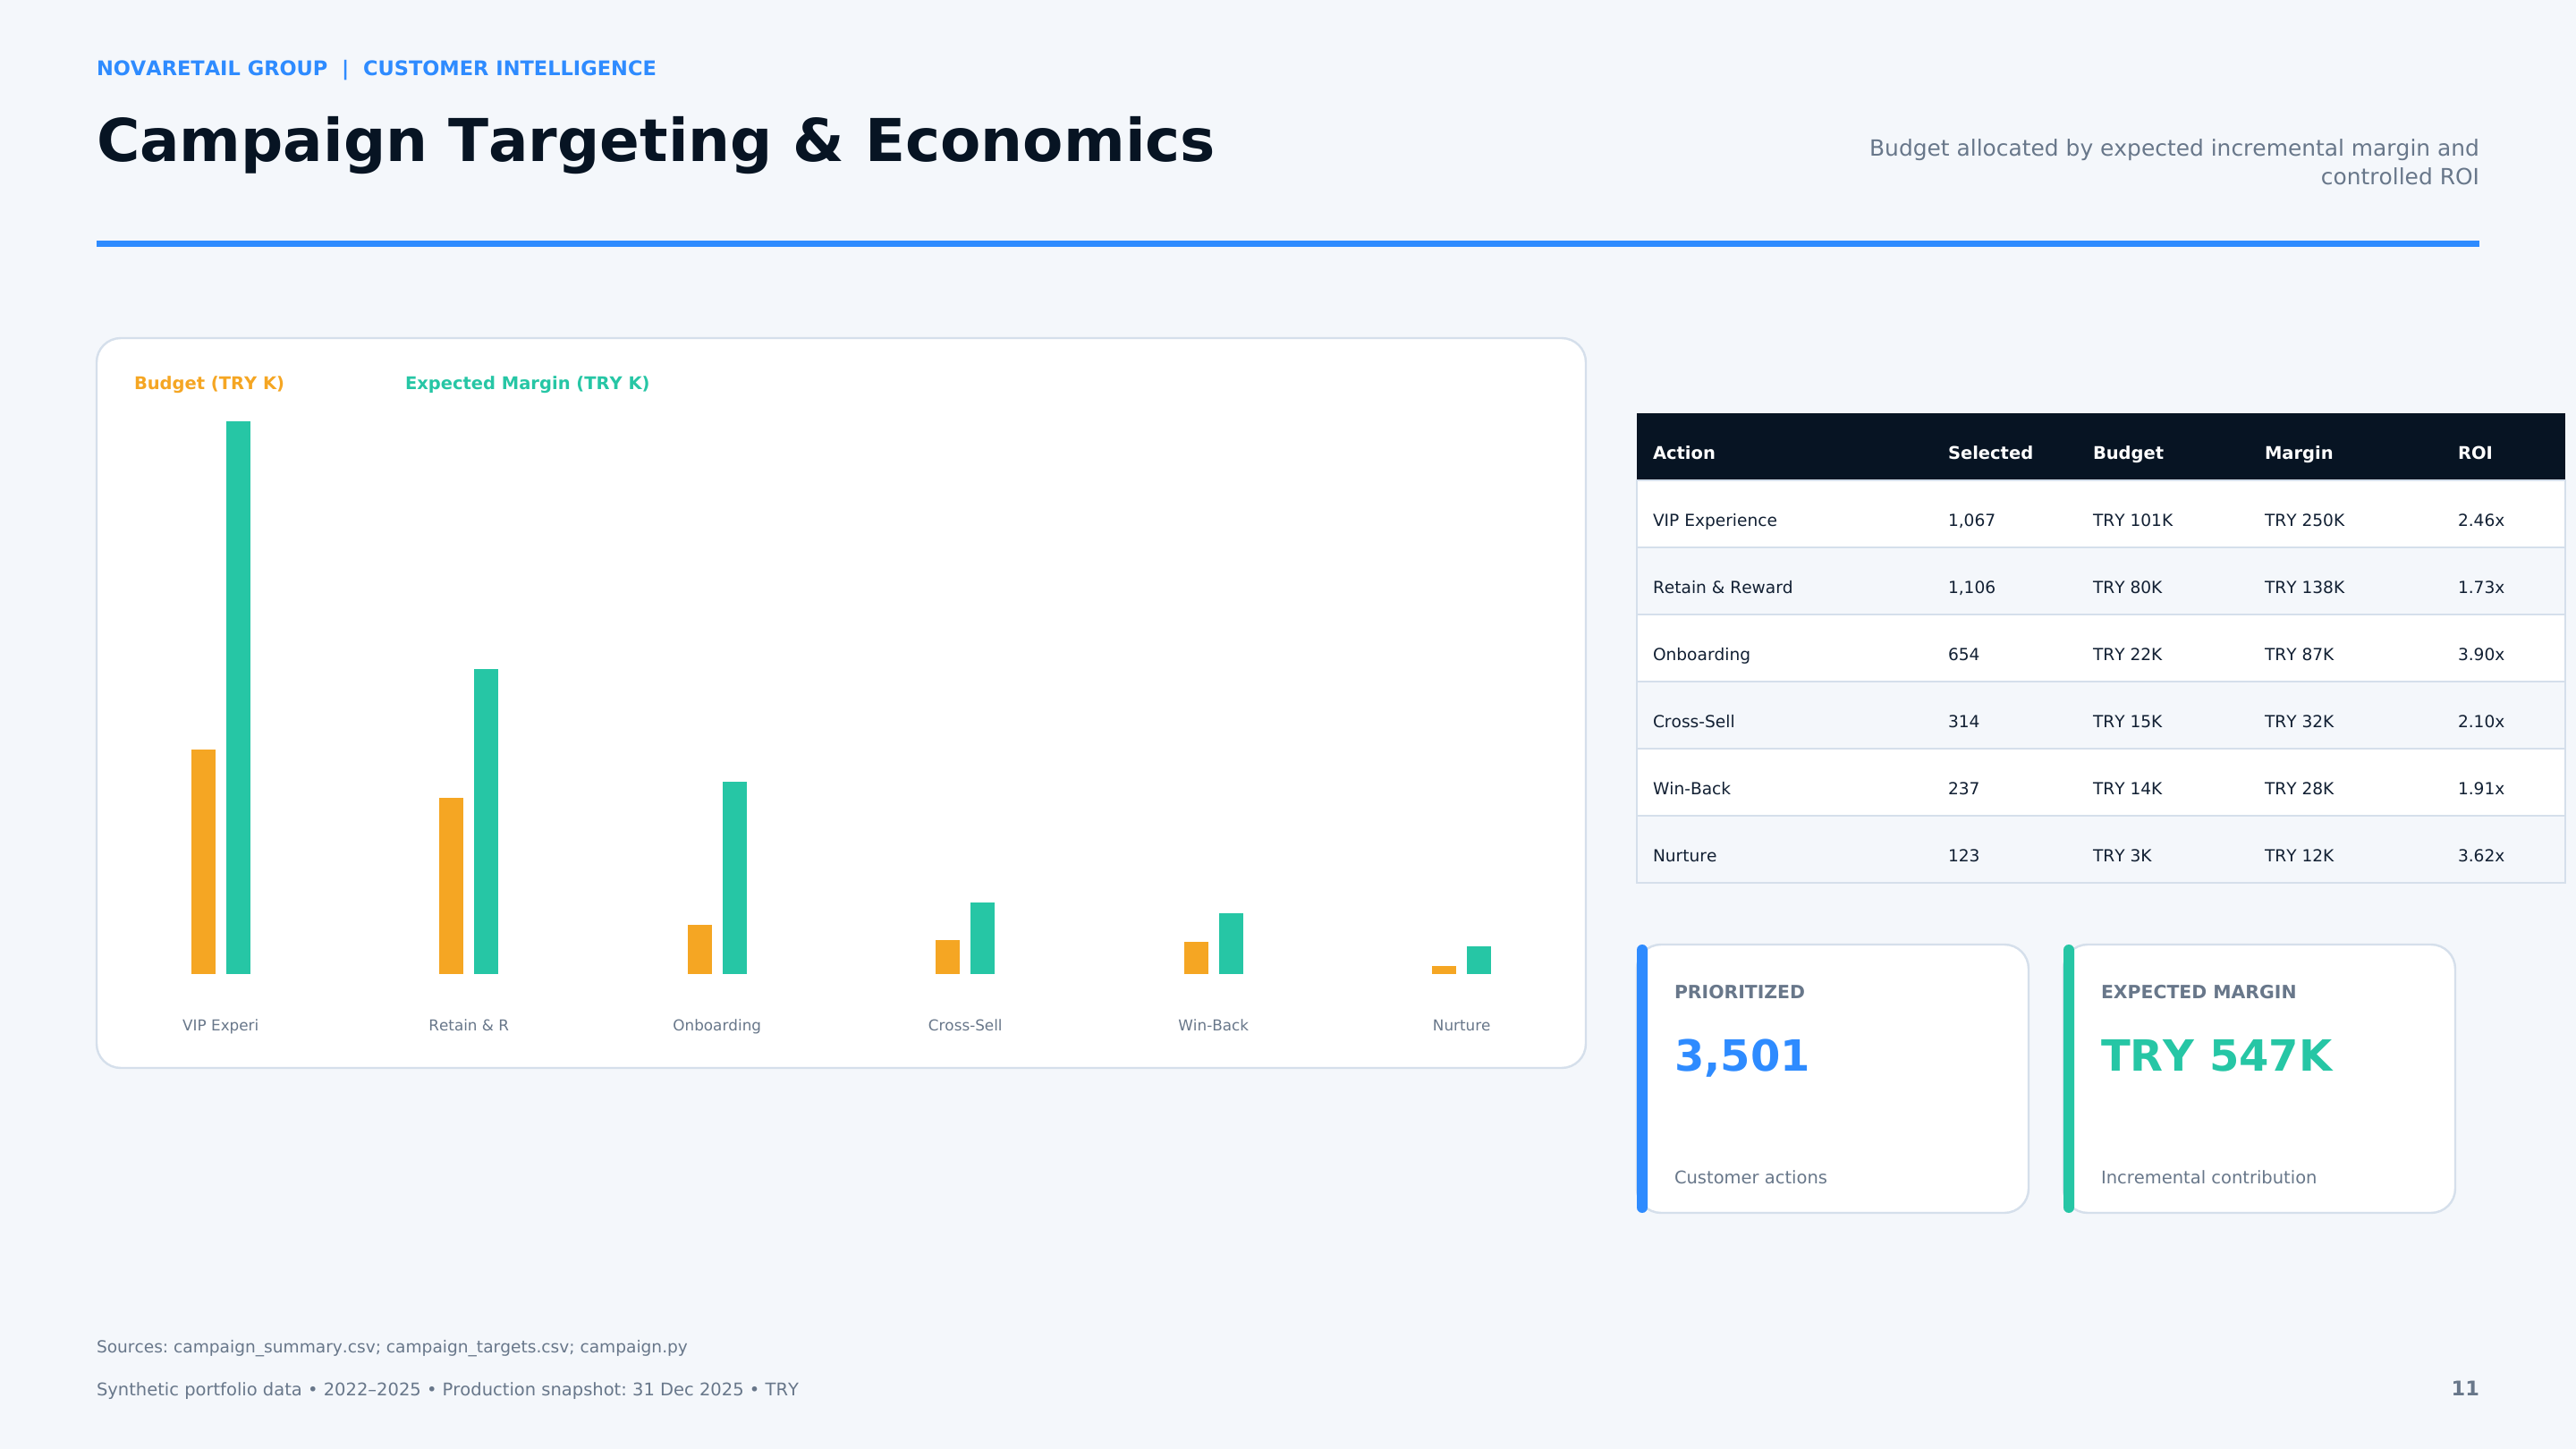 NOVARETAIL GROUP | CUSTOMER INTELLIGENCE
Campaign Targeting & Economics
Budget allocated by expected incremental margin and
controlled ROI
Budget (TRY K) Expected Margin (TRY K)
VIP Experi Retain & R Onboarding Cross-Sell Win-Back Nurture
Action Selected Budget Margin ROI
VIP Experience 1,067 TRY 101K TRY 250K 2.46x
Retain & Reward 1,106 TRY 80K TRY 138K 1.73x
Onboarding 654 TRY 22K TRY 87K 3.90x
Cross-Sell 314 TRY 15K TRY 32K 2.10x
Win-Back 237 TRY 14K TRY 28K 1.91x
Nurture 123 TRY 3K TRY 12K 3.62x
PRIORITIZED
3,501
Customer actions
EXPECTED MARGIN
TRY 547K
Incremental contribution
Sources: campaign_summary.csv; campaign_targets.csv; campaign.py
Synthetic portfolio data • 2022–2025 • Production snapshot: 31 Dec 2025 • TRY
11